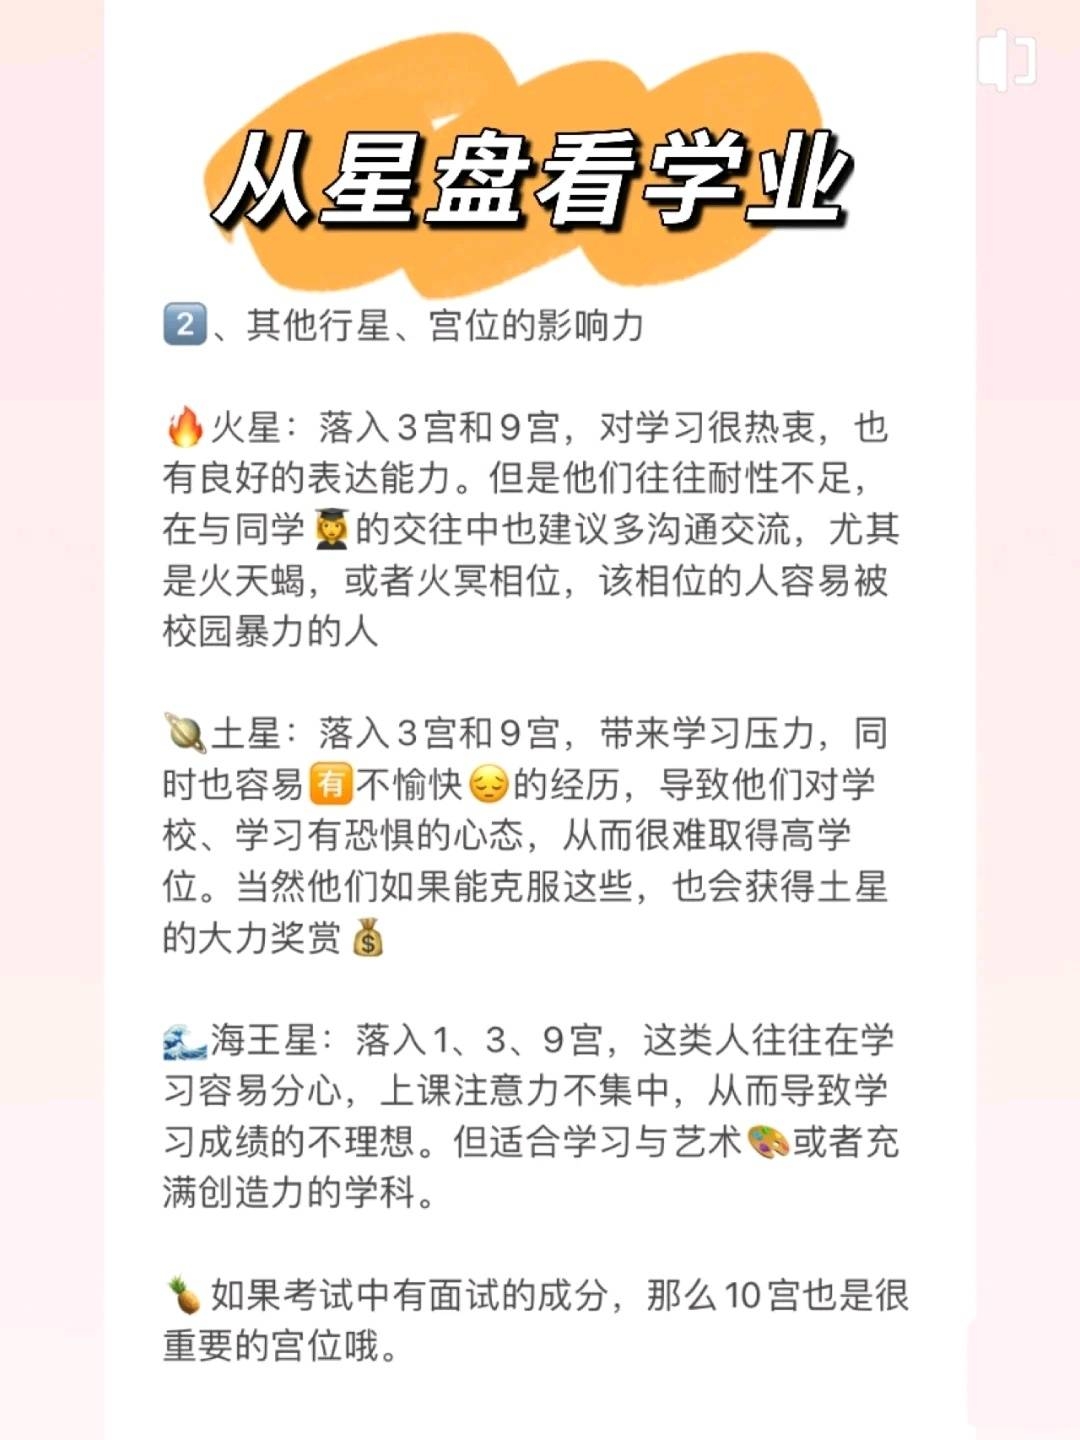 从星盘看学业
2️⃣、其他行星、宫位的影响力
🔥火星：落入3宫和9宫，对学习很热衷，也
有良好的表达能力。但是他们往往耐性不足，
在与同学👩‍🎓的交往中也建议多沟通交流，尤其
是火天蝎，或者火冥相位，该相位的人容易被
校园暴力的人
🪐土星：落入3宫和9宫，带来学习压力，同
时也容易🈶不愉快😔的经历，导致他们对学
校、学习有恐惧的心态，从而很难取得高学
位。当然他们如果能克服这些，也会获得土星
的大力奖赏💰
🌊海王星：落入1、3、9宫，这类人往往在学
习容易分心，上课注意力不集中，从而导致学
习成绩的不理想。但适合学习与艺术🎨或者充
满创造力的学科。
🍍如果考试中有面试的成分，那么10宫也是很
重要的宫位哦。